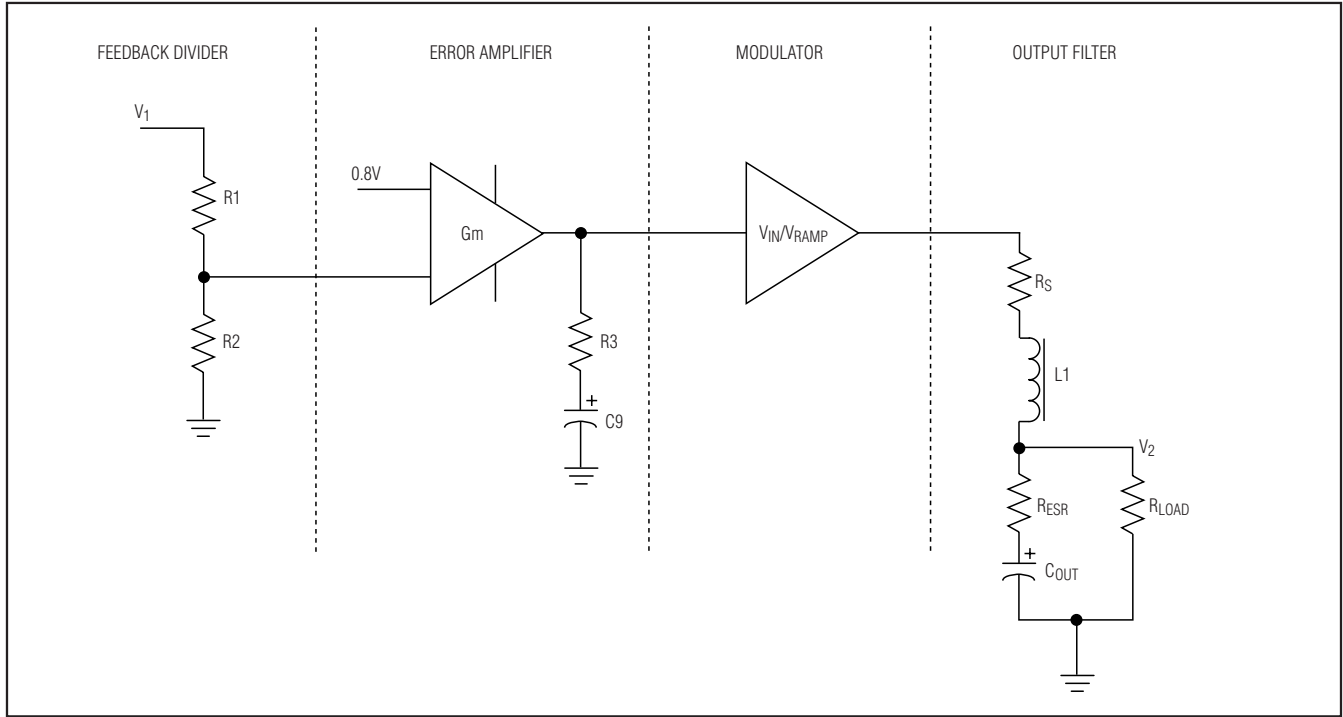 FEEDBACK DIVIDER
ERROR AMPLIFIER
MODULATOR
OUTPUT FILTER
V1
R1
R2
0.8V
Gm
R3
+
C9
VIN/VRAMP
RS
L1
V2
RESR
RLOAD
+
COUT